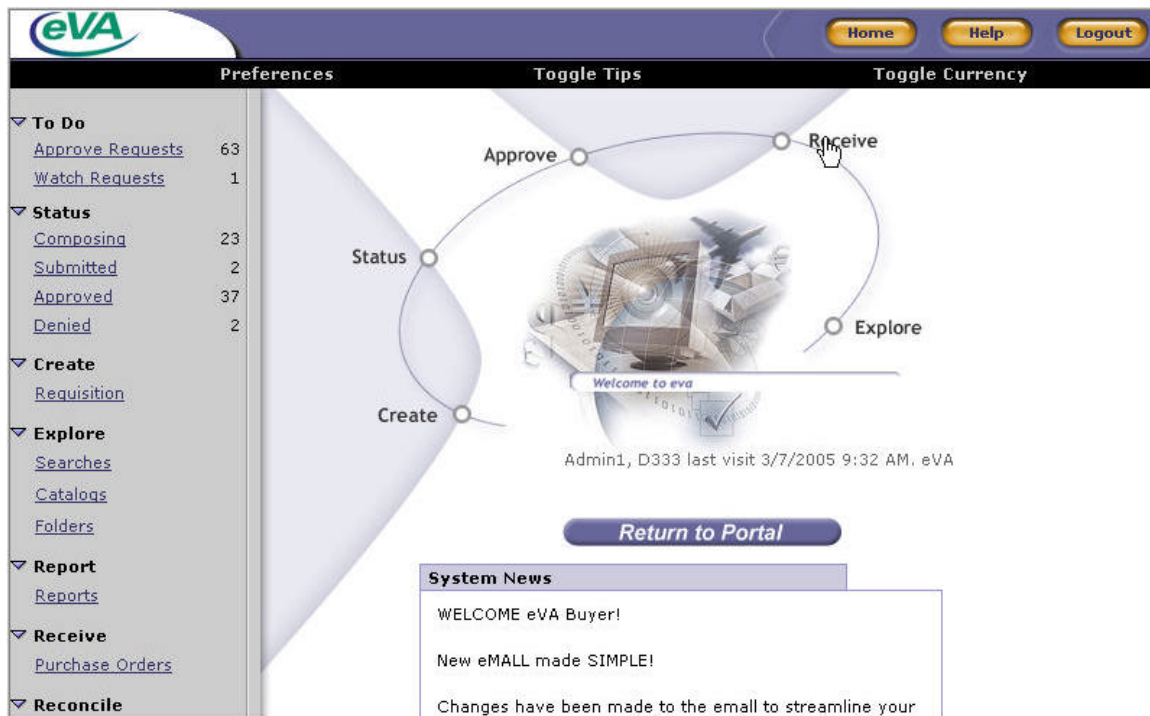 eVA
Home Help Logout
Preferences Toggle Tips Toggle Currency
To Do
Approve Requests 63
Watch Requests 1
Status
Composing 23
Submitted 2
Approved 37
Denied 2
Create
Requisition
Explore
Searches
Catalogs
Folders
Report
Reports
Receive
Purchase Orders
Reconcile
Approve
Receive
Status
Explore
Create
Welcome to eva
Admin1, D333 last visit 3/7/2005 9:32 AM. eVA
Return to Portal
System News
WELCOME eVA Buyer!
New eMALL made SIMPLE!
Changes have been made to the emall to streamline your